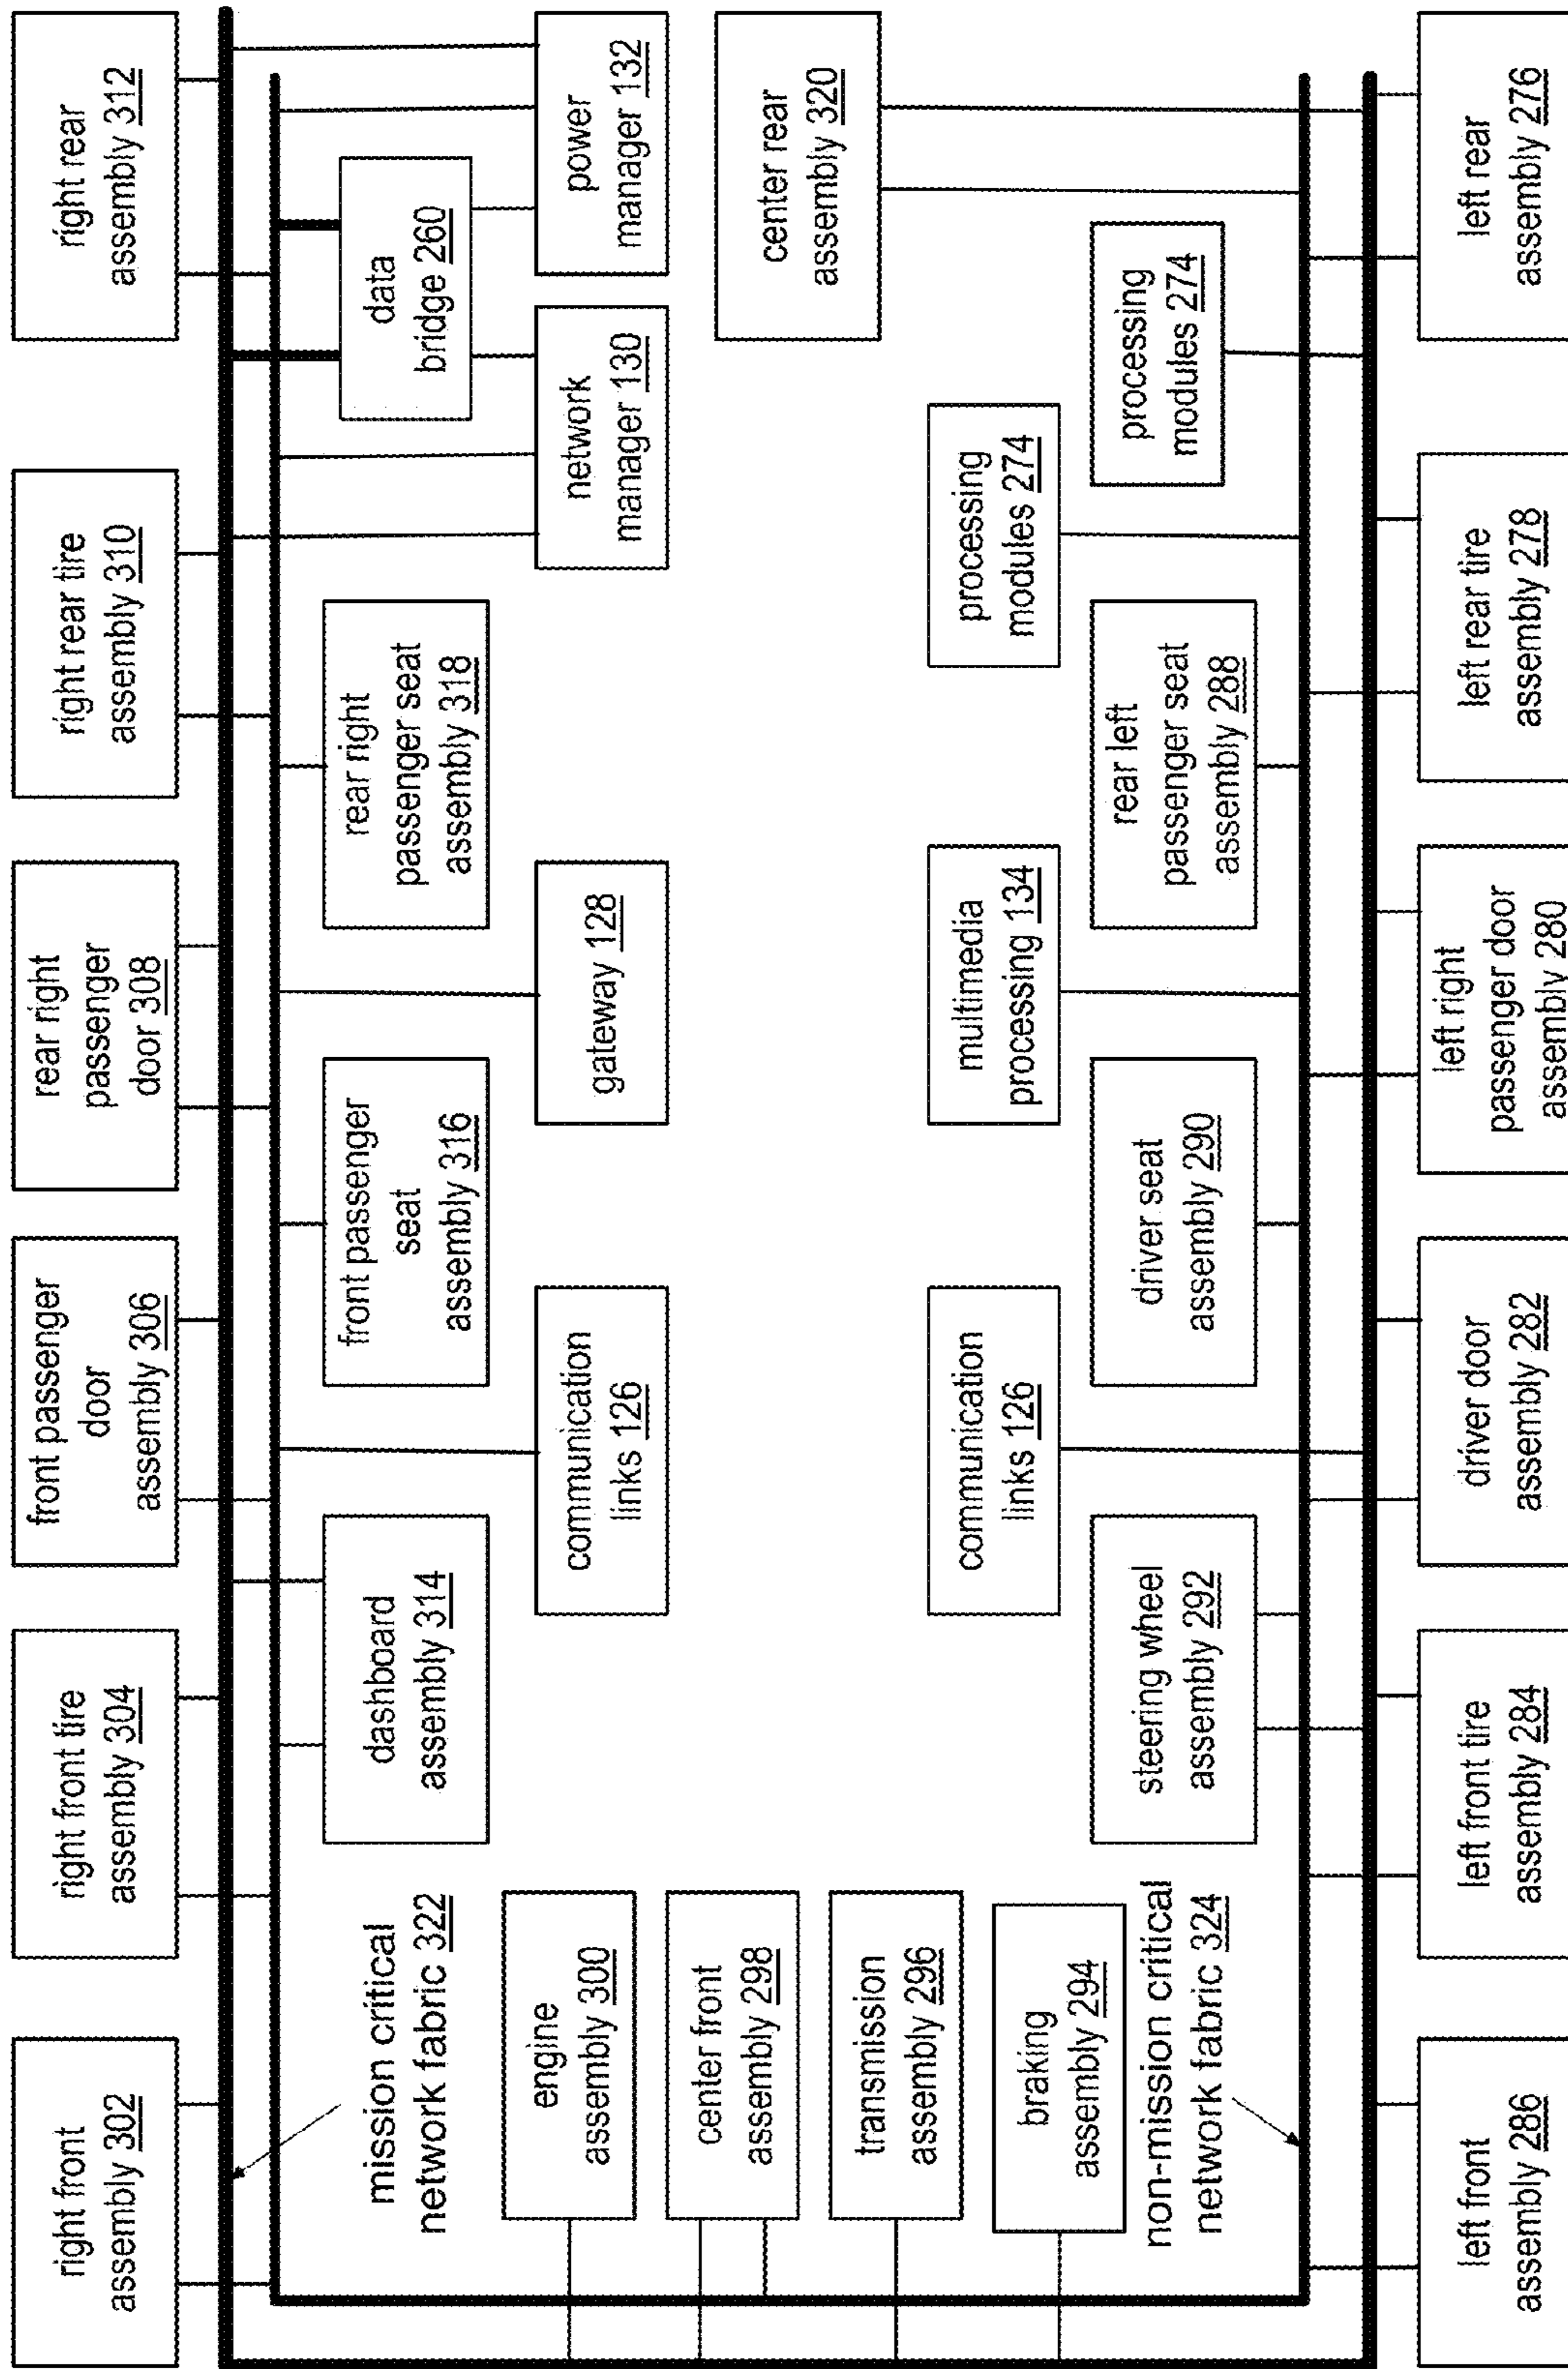 right front
assembly 302
right front tire
assembly 304
front passenger
door
assembly 306
rear right
passenger
door 308
right rear tire
assembly 310
right rear
assembly 312
mission critical
network fabric 322
dashboard
assembly 314
front passenger
seat
assembly 316
rear right
passenger seat
assembly 318
data
bridge 260
engine
assembly 300
communication
links 126
gateway 128
network
manager 130
power
manager 132
center front
assembly 298
center rear
assembly 320
transmission
assembly 296
communication
links 126
multimedia
processing 134
processing
modules 274
braking
assembly 294
steering wheel
assembly 292
driver seat
assembly 290
rear left
passenger seat
assembly 288
processing
modules 274
non-mission critical
network fabric 324
left front
assembly 286
left front tire
assembly 284
driver door
assembly 282
left right
passenger door
assembly 280
left rear tire
assembly 278
left rear
assembly 276